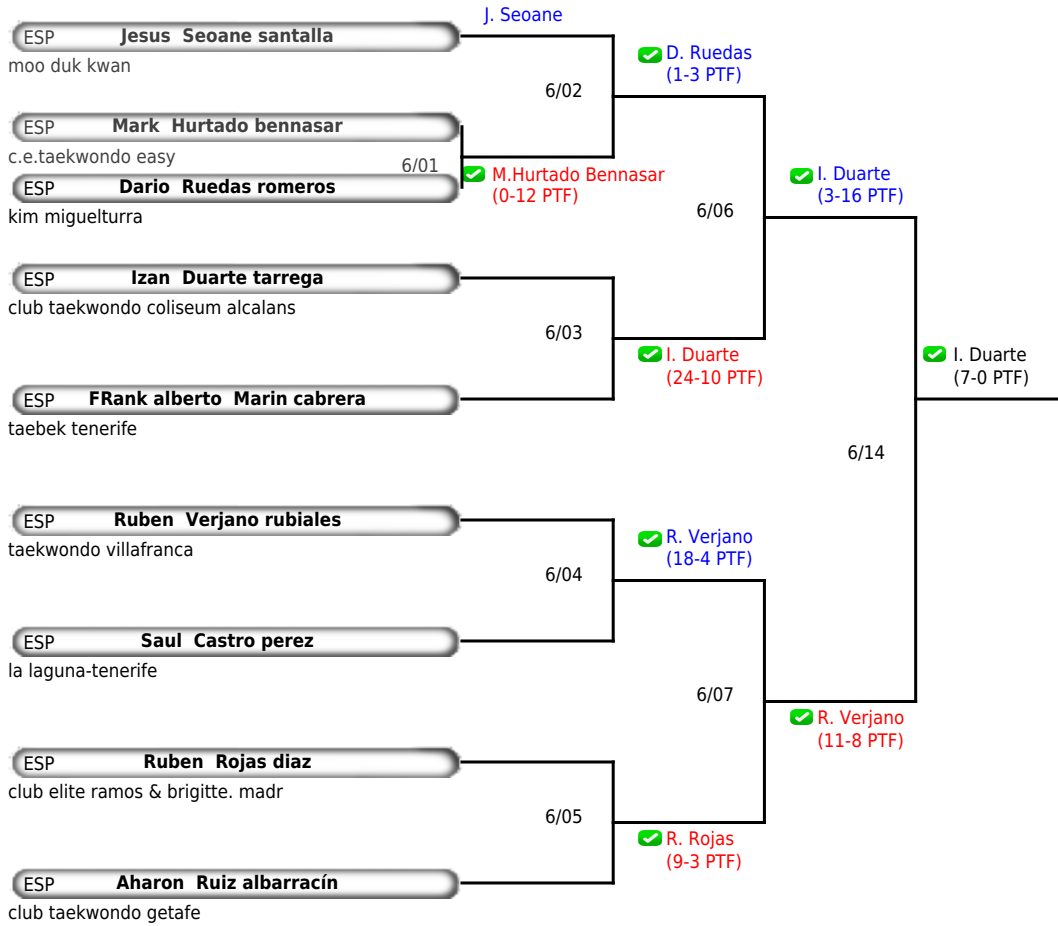 J. Seoane
ESP Jesus Seoane santalla
moo duk kwan
D. Ruedas
(1-3 PTF)
6/02
ESP Mark Hurtado bennasar
c.e.taekwondo easy
6/01
M.Hurtado Bennasar
(0-12 PTF)
ESP Dario Ruedas romeros
kim miguelturra
I. Duarte
(3-16 PTF)
6/06
ESP Izan Duarte tarrega
club taekwondo coliseum alcalans
6/03
I. Duarte
(24-10 PTF)
I. Duarte
(7-0 PTF)
ESP FRank alberto Marin cabrera
taebek tenerife
6/14
ESP Ruben Verjano rubiales
taekwondo villafranca
R. Verjano
(18-4 PTF)
6/04
ESP Saul Castro perez
la laguna-tenerife
6/07
R. Verjano
(11-8 PTF)
ESP Ruben Rojas diaz
club elite ramos & brigitte. madr
6/05
R. Rojas
(9-3 PTF)
ESP Aharon Ruiz albarracín
club taekwondo getafe